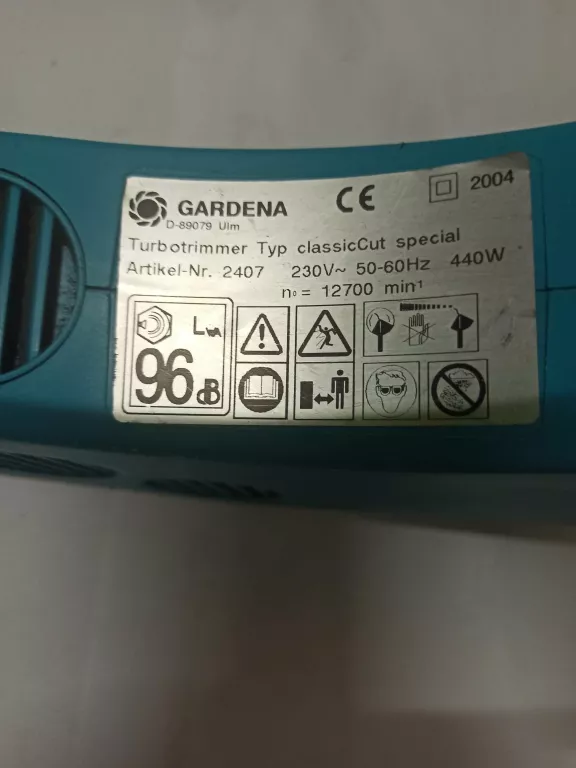 GARDENA
CE
2004
D-89079 Ulm
Turbotrimmer Typ classicCut special
Artikel-Nr. 2407 230V~ 50-60Hz 440W
n₀ = 12700 min⁻¹
LWA
96 dB